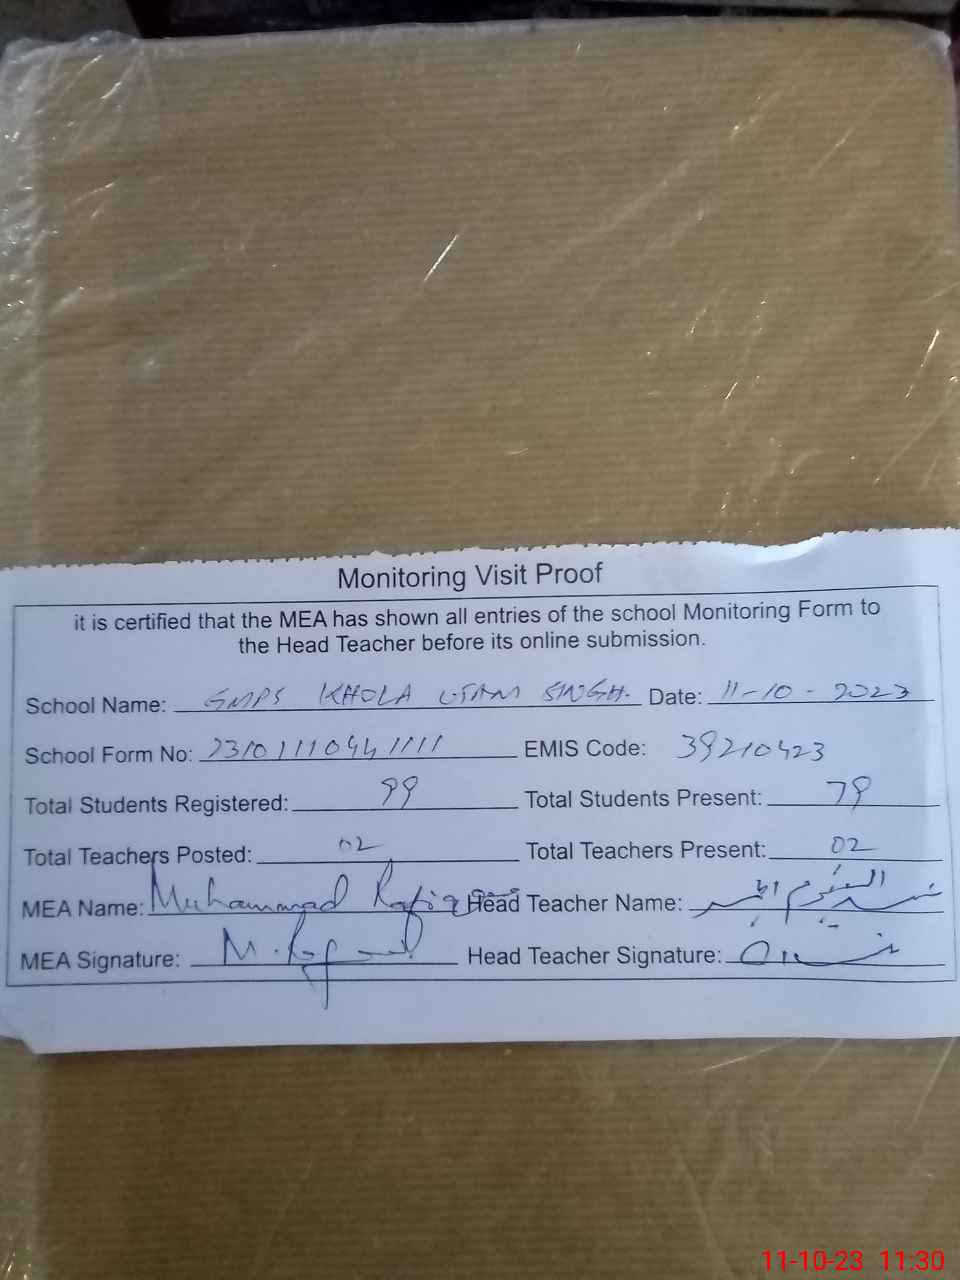 Monitoring Visit Proof
it is certified that the MEA has shown all entries of the school Monitoring Form to
the Head Teacher before its online submission.
School Name: GMPS KHOLA UTAM SINGH. Date: 11-10-2023
School Form No: 23101110441111 EMIS Code: 39210423
Total Students Registered: 99 Total Students Present: 79
Total Teachers Posted: 02 Total Teachers Present: 02
MEA Name: Muhammad Rafiq Head Teacher Name:
MEA Signature: Head Teacher Signature:
11-10-23 11:30